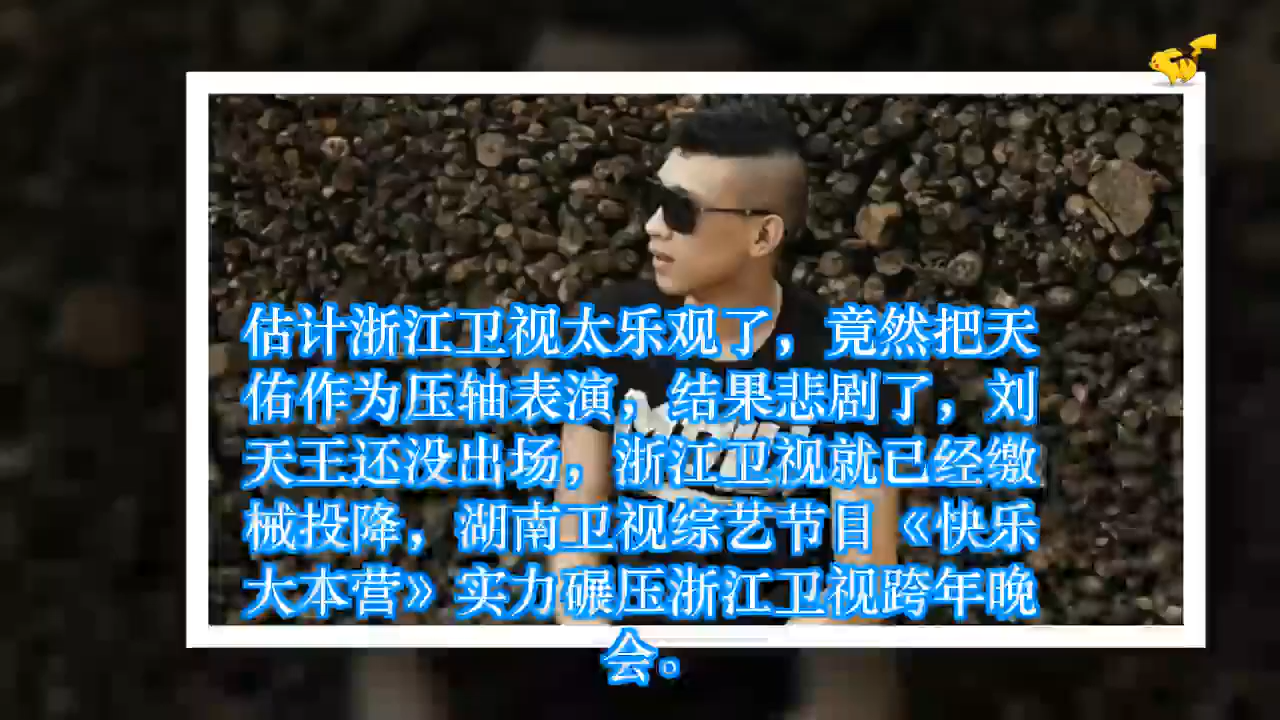 估计浙江卫视太乐观了，竟然把天
佑作为压轴表演，结果悲剧了，刘
天王还没出场，浙江卫视就已经缴
械投降，湖南卫视综艺节目《快乐
大本营》实力碾压浙江卫视跨年晚
会。